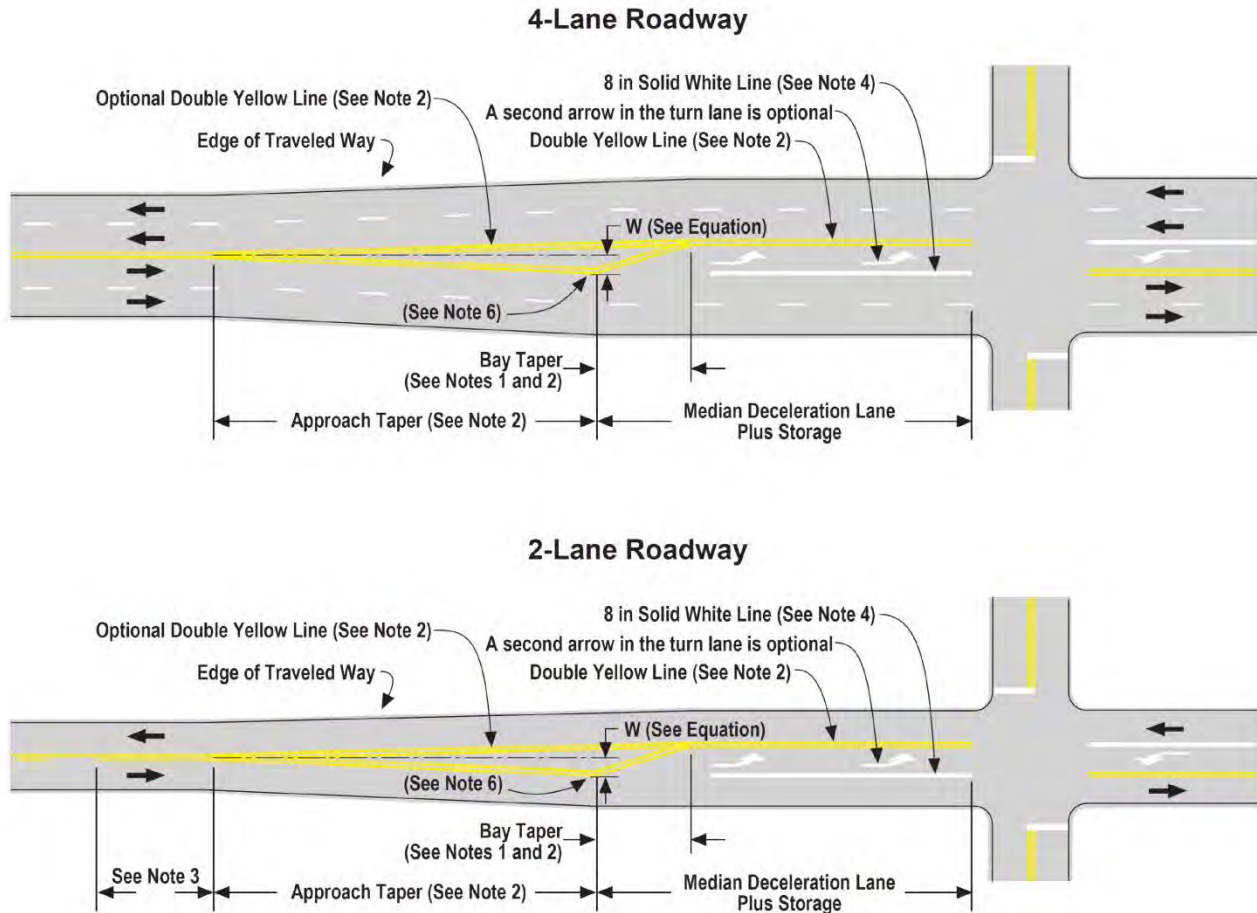 4-Lane Roadway
8 in Solid White Line (See Note 4)
Optional Double Yellow Line (See Note 2)
A second arrow in the turn lane is optional
Edge of Traveled Way
Double Yellow Line (See Note 2)
W (See Equation)
(See Note 6)
Bay Taper
(See Notes 1 and 2)
Approach Taper (See Note 2)
Median Deceleration Lane
Plus Storage
2-Lane Roadway
8 in Solid White Line (See Note 4)
Optional Double Yellow Line (See Note 2)
A second arrow in the turn lane is optional
Edge of Traveled Way
Double Yellow Line (See Note 2)
W (See Equation)
(See Note 6)
Bay Taper
(See Notes 1 and 2)
See Note 3
Approach Taper (See Note 2)
Median Deceleration Lane
Plus Storage